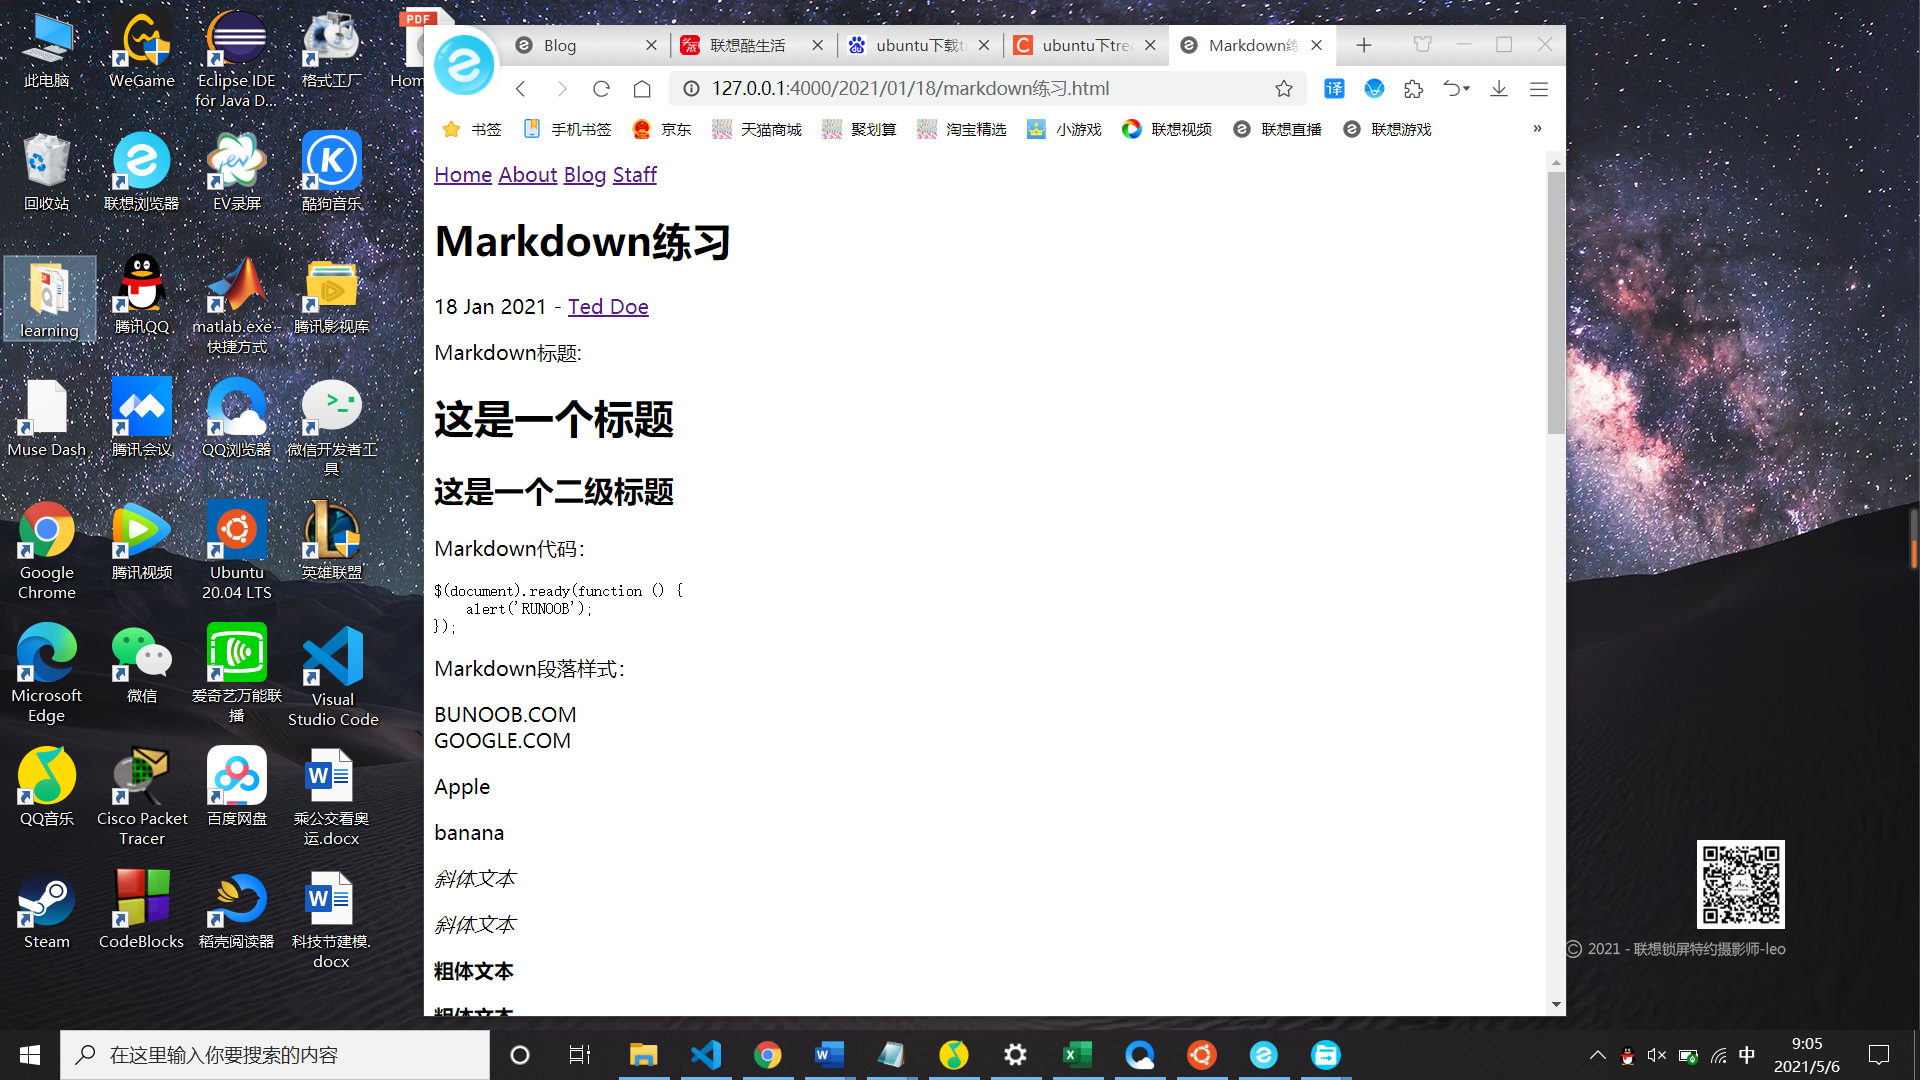 此电脑
WeGame
Eclipse IDE
for Java D...
格式工厂
PDF
Hom
回收站
联想浏览器
EV录屏
酷狗音乐
learning
腾讯QQ
matlab.exe -
快捷方式
腾讯影视库
Muse Dash
腾讯会议
QQ浏览器
微信开发者工
具
Google
Chrome
腾讯视频
Ubuntu
20.04 LTS
英雄联盟
Microsoft
Edge
微信
爱奇艺万能联
播
Visual
Studio Code
QQ音乐
Cisco Packet
Tracer
百度网盘
乘公交看奥
运.docx
Steam
CodeBlocks
稻壳阅读器
科技节建模.
docx
Blog
联想酷生活
ubuntu下载tr
ubuntu下tree
Markdown练
127.0.0.1:4000/2021/01/18/markdown练习.html
译
书签
手机书签
京东
天猫商城
聚划算
淘宝精选
小游戏
联想视频
联想直播
联想游戏
»
Home About Blog Staff
Markdown练习
18 Jan 2021 - Ted Doe
Markdown标题:
这是一个标题
这是一个二级标题
Markdown代码：
$(document).ready(function () {
    alert('RUNOOB');
});
Markdown段落样式：
BUNOOB.COM
GOOGLE.COM
Apple
banana
斜体文本
斜体文本
粗体文本
粗体文本
© 2021 - 联想锁屏特约摄影师-leo
在这里输入你要搜索的内容
中
9:05
2021/5/6